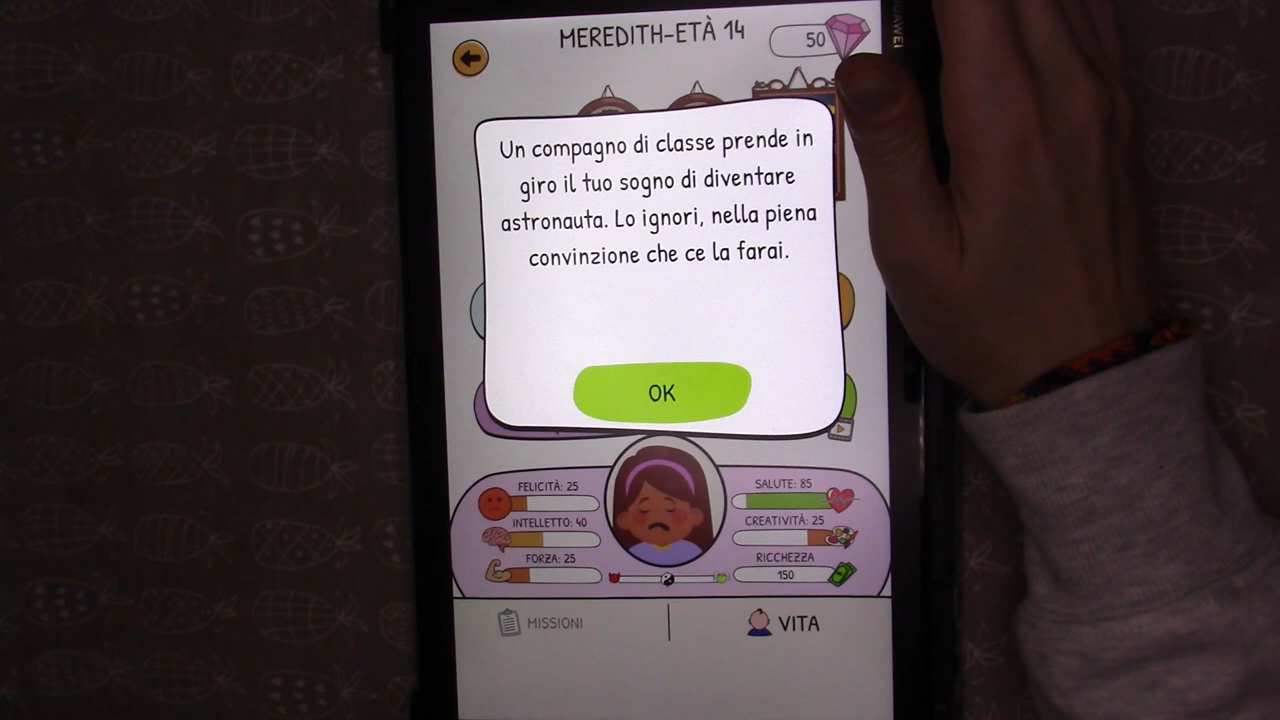 MEREDITH-ETÀ 14
50
HUAWEI
Un compagno di classe prende in
giro il tuo sogno di diventare
astronauta. Lo ignori, nella piena
convinzione che ce la farai.
OK
FELICITÀ: 25
SALUTE: 85
INTELLETTO: 40
CREATIVITÀ: 25
FORZA: 25
RICCHEZZA
150
MISSIONI
VITA